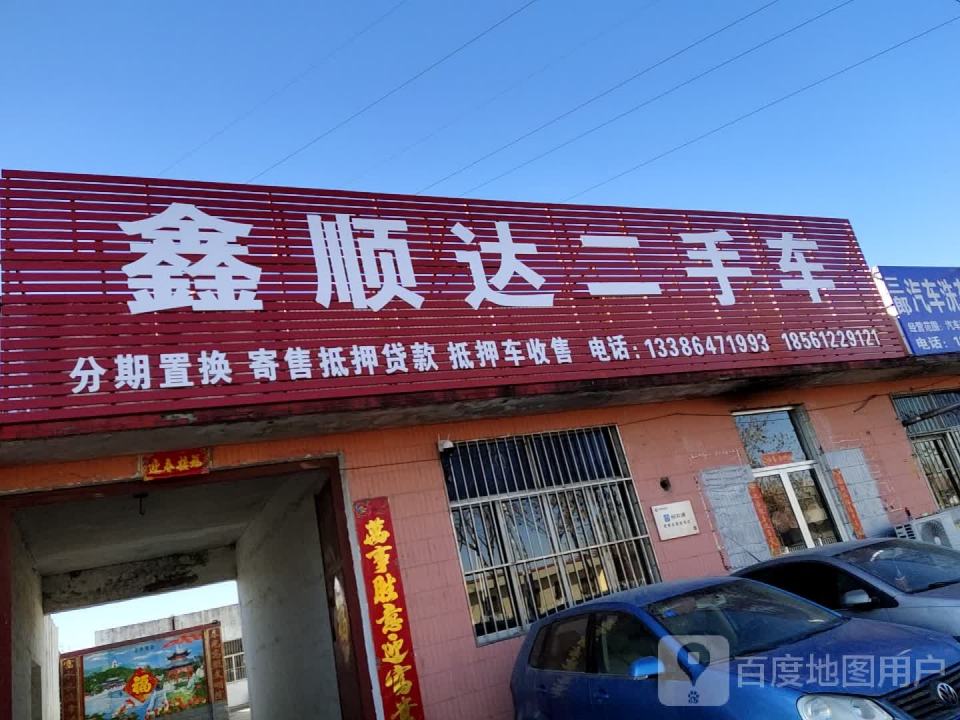 鑫顺达二手车
分期置换 寄售抵押贷款 抵押车收售 电话：13386471993 18561229121
汽车洗
电话：1
迎春接福
萬事胜意迎富
福
百度地图用户